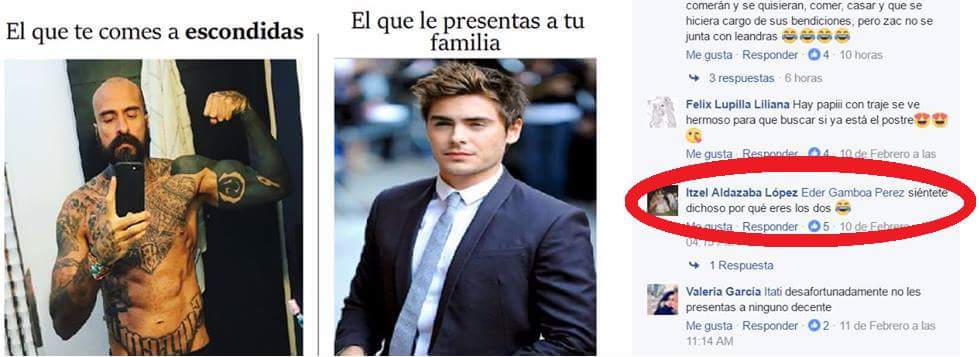 El que te comes a escondidas
El que le presentas a tu
familia
comerán y se quisieran, comer, casar y que se
hiciera cargo de sus bendiciones, pero zac no se
junta con leandras 😂😂😂😂
Me gusta · Responder · 4 · 10 horas
3 respuestas · 6 horas
Felix Lupilla Liliana Hay papiii con traje se ve
hermoso para que buscar si ya está el postre😍😍
😘
Me gusta · Responder · 4 · 10 de Febrero a las
Itzel Aldazaba López Eder Gamboa Perez siéntete
dichoso por qué eres los dos 😂
Me gusta · Responder · 5 · 10 de Febrero
04:15 AM
1 Respuesta
Valeria García Itati desafortunadamente no les
presentas a ninguno decente
Me gusta · Responder · 2 · 11 de Febrero a las
11:14 AM